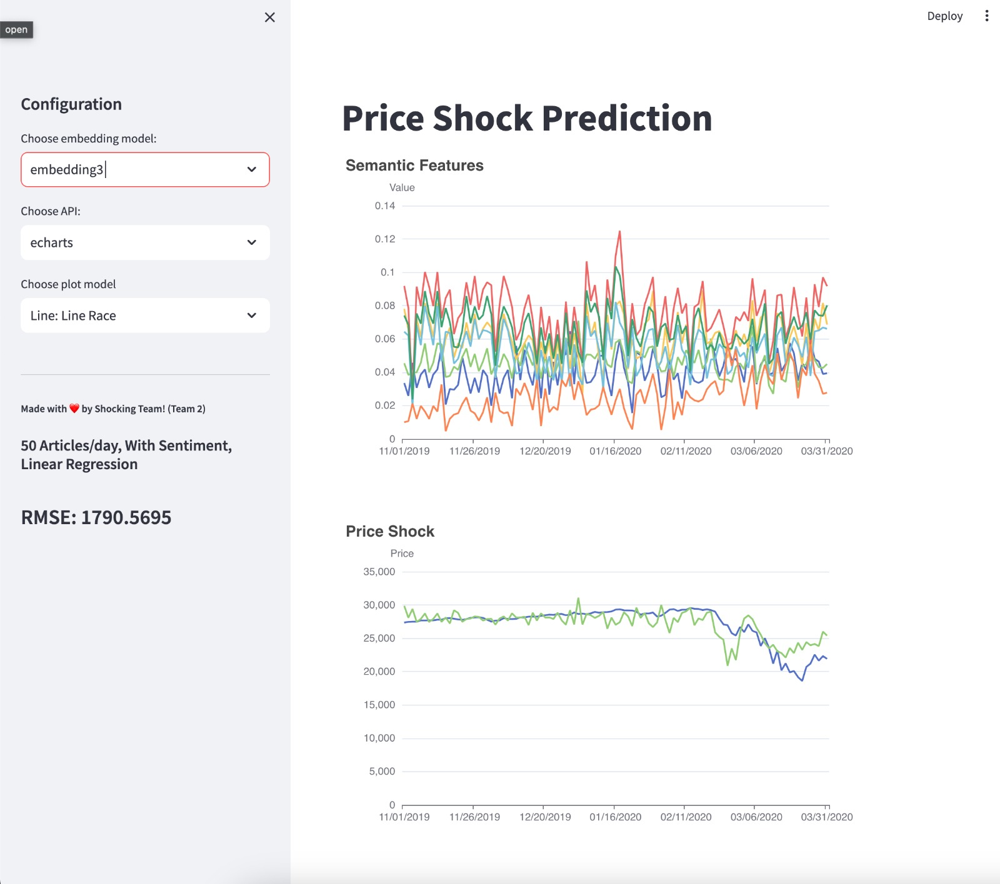 open
Deploy
Configuration
Choose embedding model:
embedding3
Choose API:
echarts
Choose plot model
Line: Line Race
Made with ❤️ by Shocking Team! (Team 2)
50 Articles/day, With Sentiment,
Linear Regression
RMSE: 1790.5695
Price Shock Prediction
Semantic Features
Value
0.14
0.12
0.1
0.08
0.06
0.04
0.02
0
11/01/2019 11/26/2019 12/20/2019 01/16/2020 02/11/2020 03/06/2020 03/31/2020
Price Shock
Price
35,000
30,000
25,000
20,000
15,000
10,000
5,000
0
11/01/2019 11/26/2019 12/20/2019 01/16/2020 02/11/2020 03/06/2020 03/31/2020